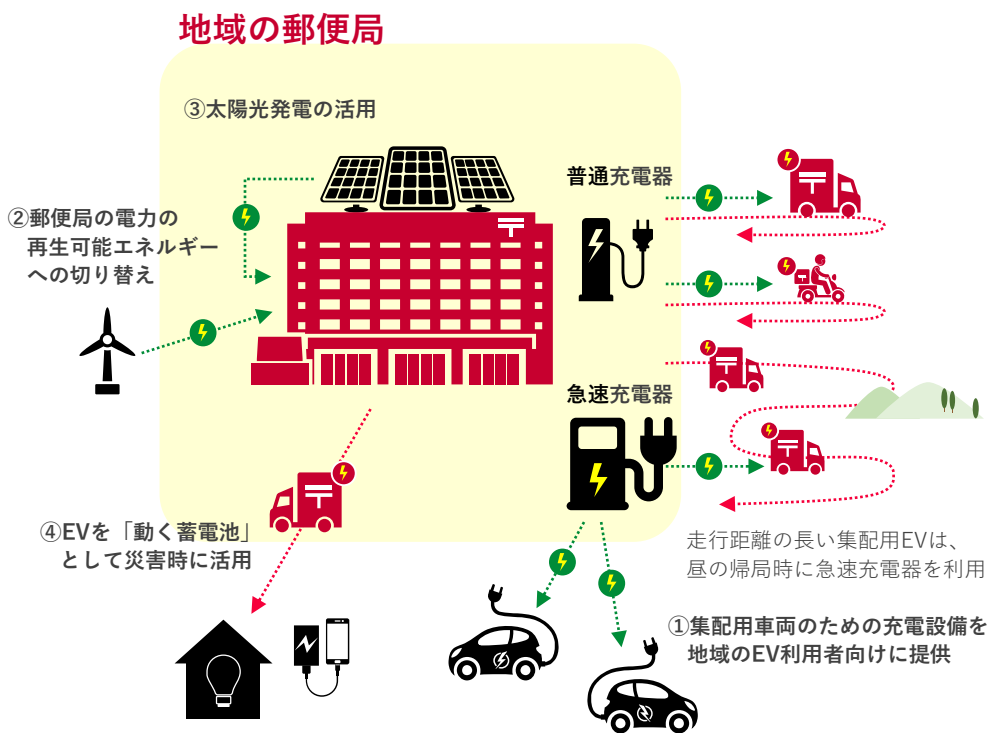 地域の郵便局
③太陽光発電の活用
普通充電器
②郵便局の電力の
再生可能エネルギー
への切り替え
急速充電器
④EVを「動く蓄電池」
として災害時に活用
走行距離の長い集配用EVは、
昼の帰局時に急速充電器を利用
①集配用車両のための充電設備を
地域のEV利用者向けに提供